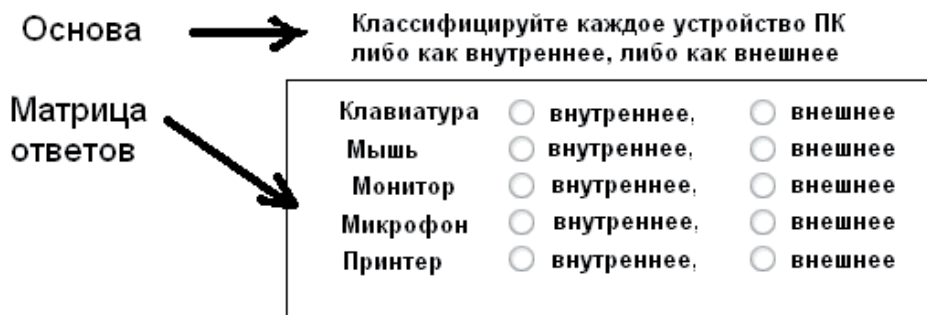 Основа
Классифицируйте каждое устройство ПК
либо как внутреннее, либо как внешнее
Матрица
ответов
Клавиатура внутреннее, внешнее
Мышь внутреннее, внешнее
Монитор внутреннее, внешнее
Микрофон внутреннее, внешнее
Принтер внутреннее, внешнее